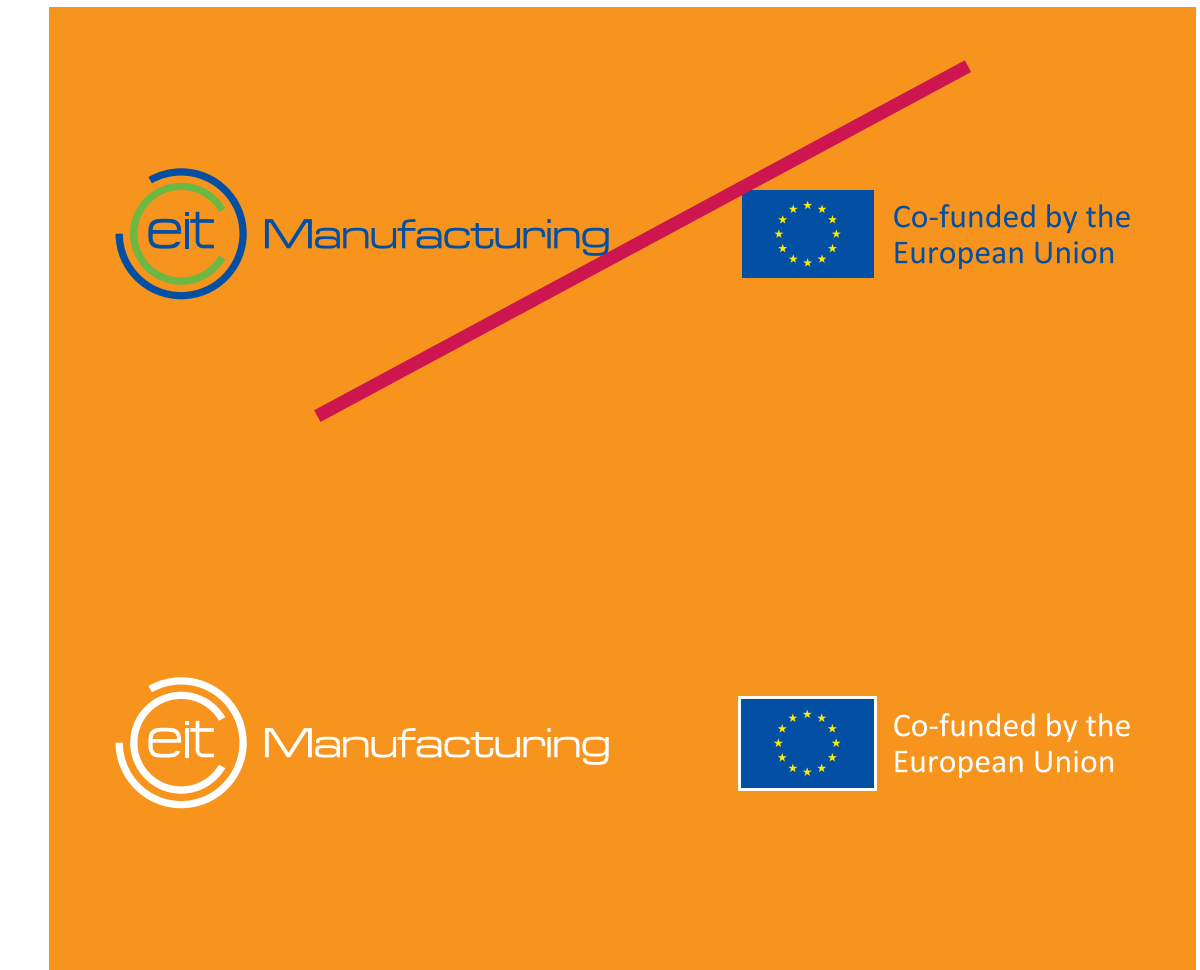 eit Manufacturing
Co-funded by the
European Union
eit Manufacturing
Co-funded by the
European Union